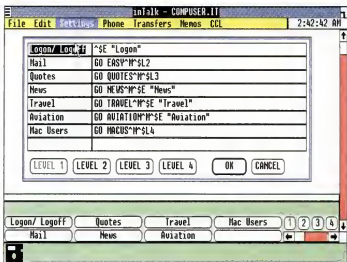 inTalk - COMPUSER.IT
File Edit Settings Phone Transfers Memos CCL 2:42:42 AM
Logon/ Logoff ^$E "Logon"
Mail GO EASY^M^$L2
Quotes GO QUOTES^M^$L3
News GO NEWS^M^$E "News"
Travel GO TRAVEL^M^$E "Travel"
Aviation GO AVIATION^M^$E "Aviation"
Mac Users GO MACUS^M^$L4
LEVEL 1 LEVEL 2 LEVEL 3 LEVEL 4 OK CANCEL
Logon/ Logoff Quotes Travel Mac Users 1 2 3 4
Mail News Aviation